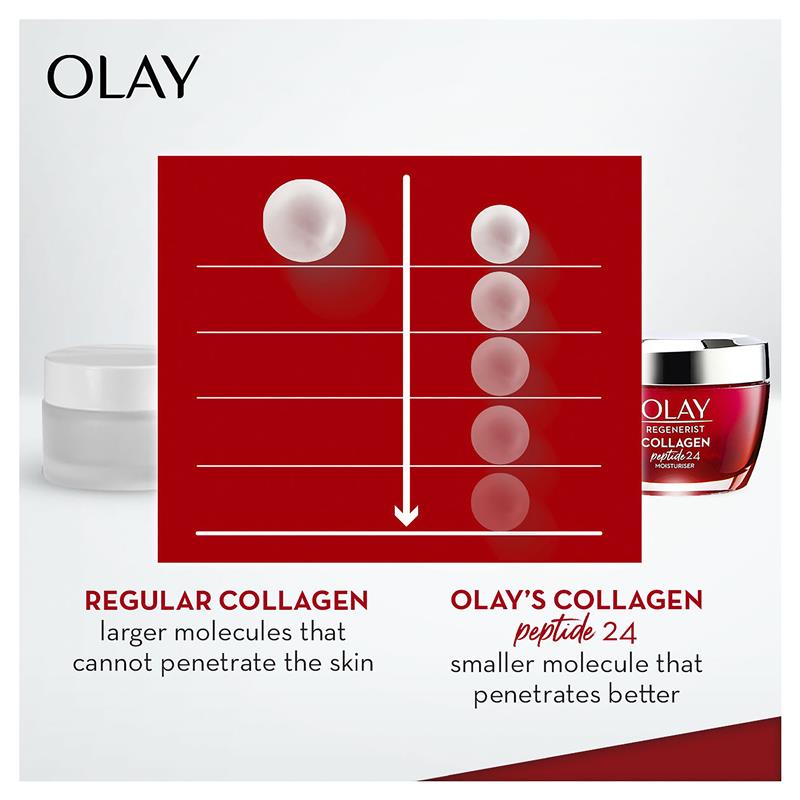 OLAY
OLAY
REGENERIST
COLLAGEN
peptide 24
MOISTURISER
REGULAR COLLAGEN
larger molecules that
cannot penetrate the skin
OLAY'S COLLAGEN
peptide 24
smaller molecule that
penetrates better